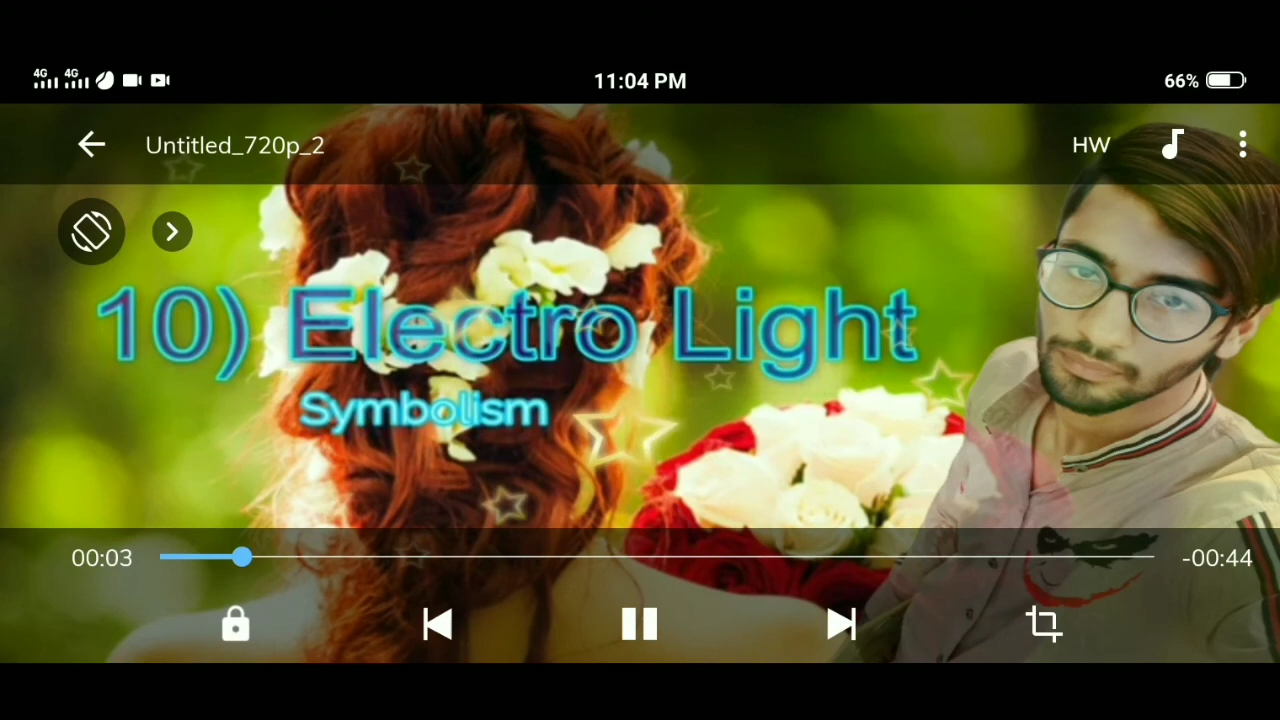 4G 4G 11:04 PM 66%
Untitled_720p_2 HW
10) Electro Light
Symbolism
00:03 -00:44